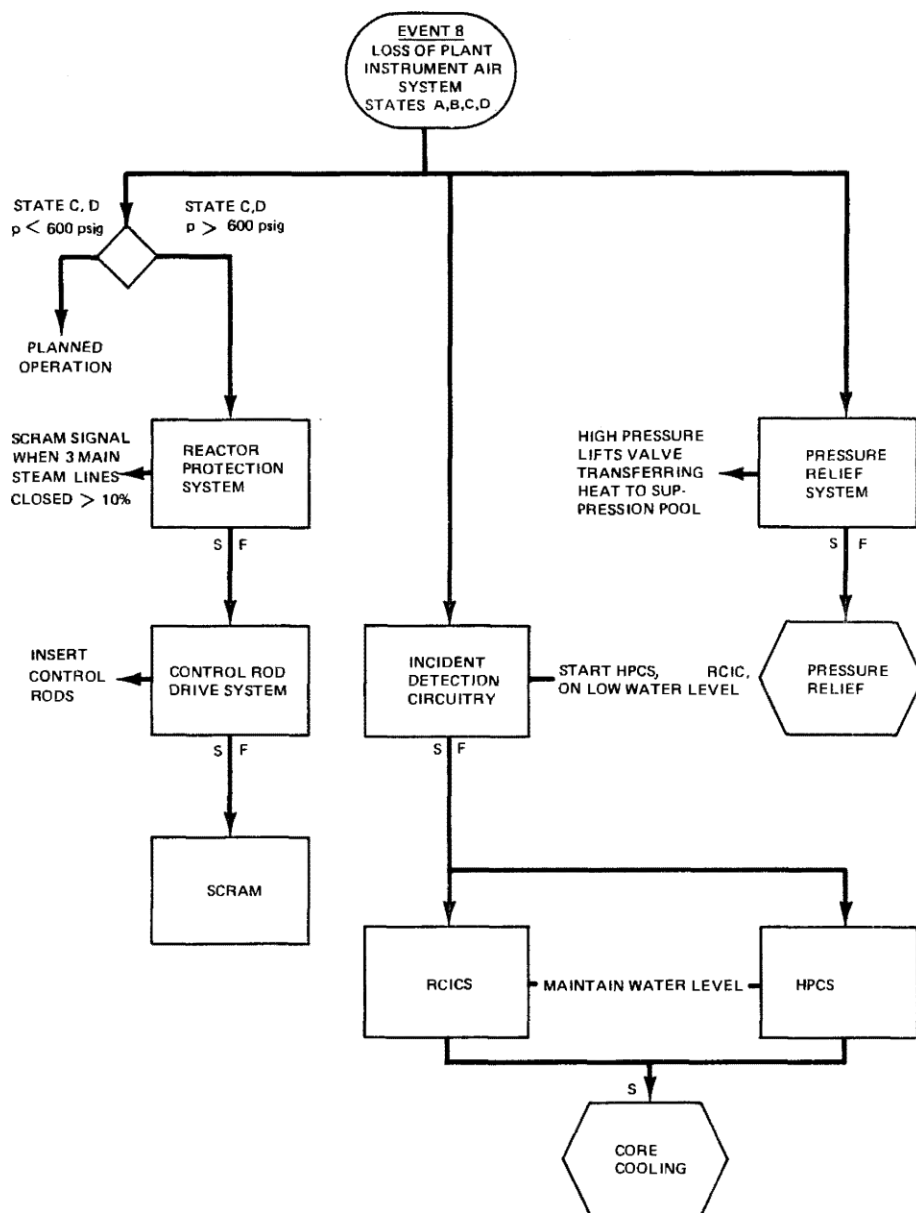 EVENT 8
LOSS OF PLANT
INSTRUMENT AIR
SYSTEM
STATES A,B,C,D
STATE C, D
p < 600 psig
STATE C,D
p > 600 psig
PLANNED
OPERATION
SCRAM SIGNAL
WHEN 3 MAIN
STEAM LINES
CLOSED > 10%
REACTOR
PROTECTION
SYSTEM
S F
HIGH PRESSURE
LIFTS VALVE
TRANSFERRING
HEAT TO SUP-
PRESSION POOL
PRESSURE
RELIEF
SYSTEM
S F
INSERT
CONTROL
RODS
CONTROL ROD
DRIVE SYSTEM
S F
INCIDENT
DETECTION
CIRCUITRY
S F
START HPCS, RCIC,
ON LOW WATER LEVEL
PRESSURE
RELIEF
SCRAM
RCICS
MAINTAIN WATER LEVEL
HPCS
S
CORE
COOLING